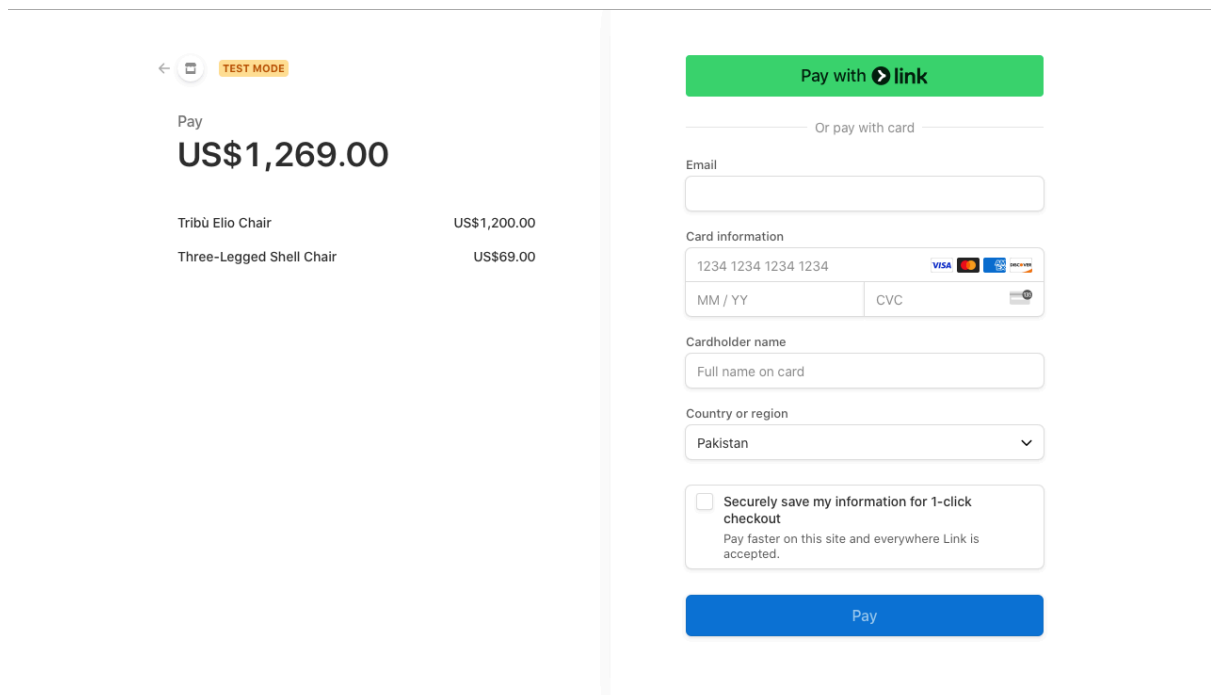 TEST MODE
Pay
US$1,269.00
Tribù Elio Chair US$1,200.00
Three-Legged Shell Chair US$69.00
Pay with link
Or pay with card
Email
Card information
1234 1234 1234 1234 VISA DISCOVER
MM / YY CVC
Cardholder name
Full name on card
Country or region
Pakistan
Securely save my information for 1-click
checkout
Pay faster on this site and everywhere Link is
accepted.
Pay